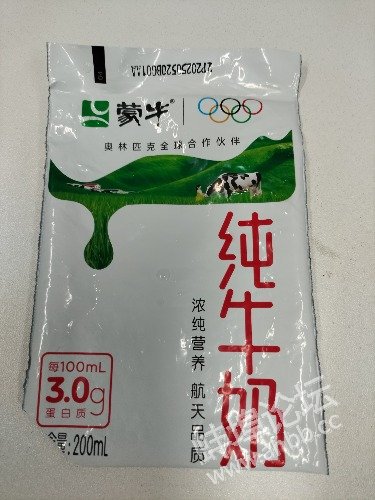 蒙牛®
奥林匹克全球合作伙伴
纯牛奶
浓纯营养 航天品质
每100mL
3.0g
蛋白质
量:200mL